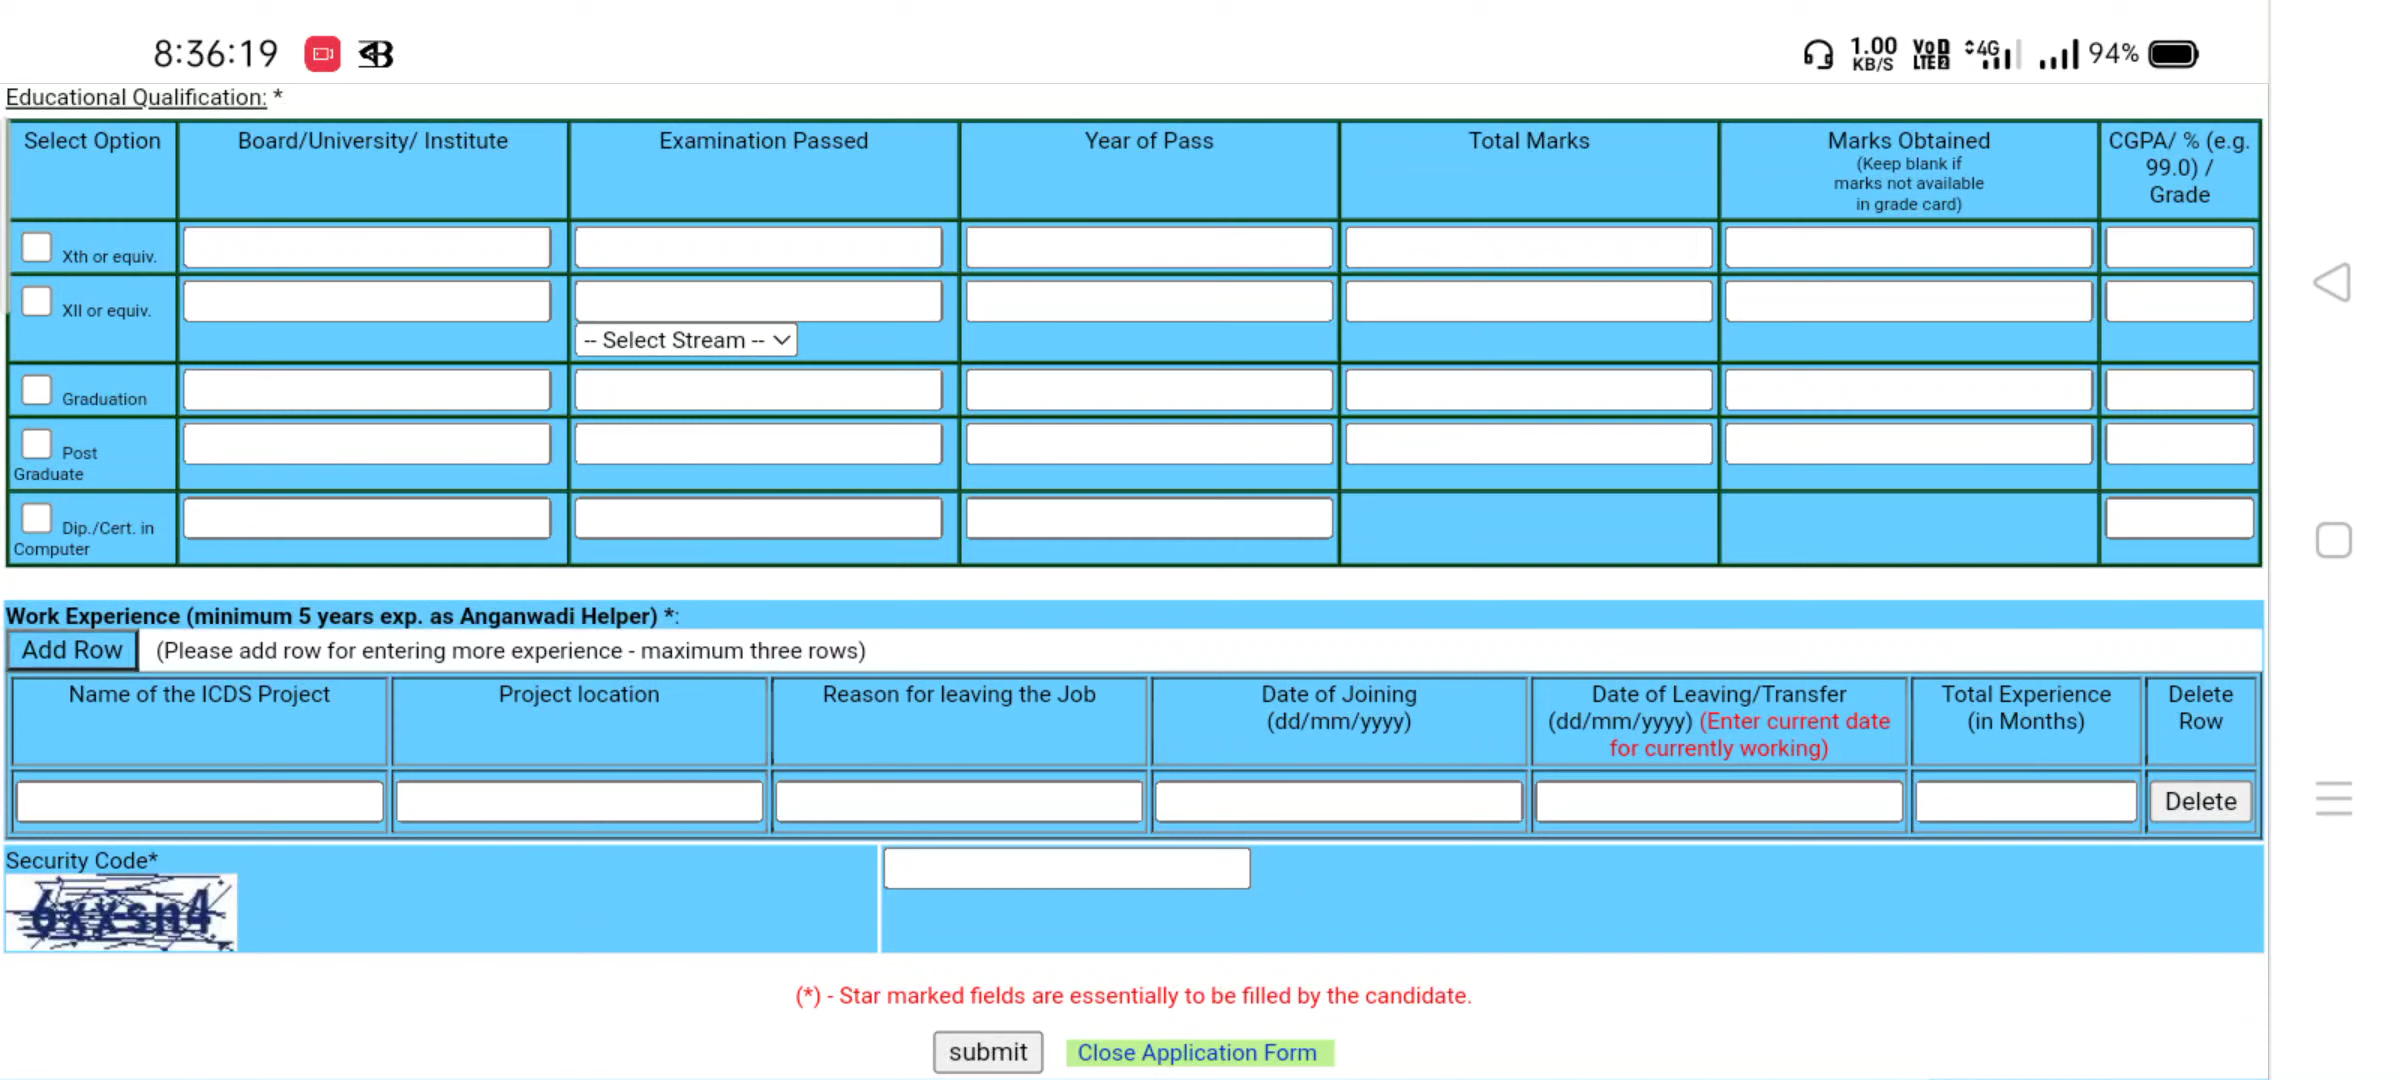 8:36:19
1.00 KB/S VoD LTE2 4G 94%
Educational Qualification: *
Select Option Board/University/ Institute Examination Passed Year of Pass Total Marks Marks Obtained (Keep blank if marks not available in grade card) CGPA/ % (e.g. 99.0) / Grade
Xth or equiv.
XII or equiv.
-- Select Stream --
Graduation
Post
Graduate
Dip./Cert. in
Computer
Work Experience (minimum 5 years exp. as Anganwadi Helper) *:
Add Row (Please add row for entering more experience - maximum three rows)
Name of the ICDS Project Project location Reason for leaving the Job Date of Joining (dd/mm/yyyy) Date of Leaving/Transfer (dd/mm/yyyy) (Enter current date for currently working) Total Experience (in Months) Delete Row
Delete
Security Code*
6xxsn4
(*) - Star marked fields are essentially to be filled by the candidate.
submit Close Application Form